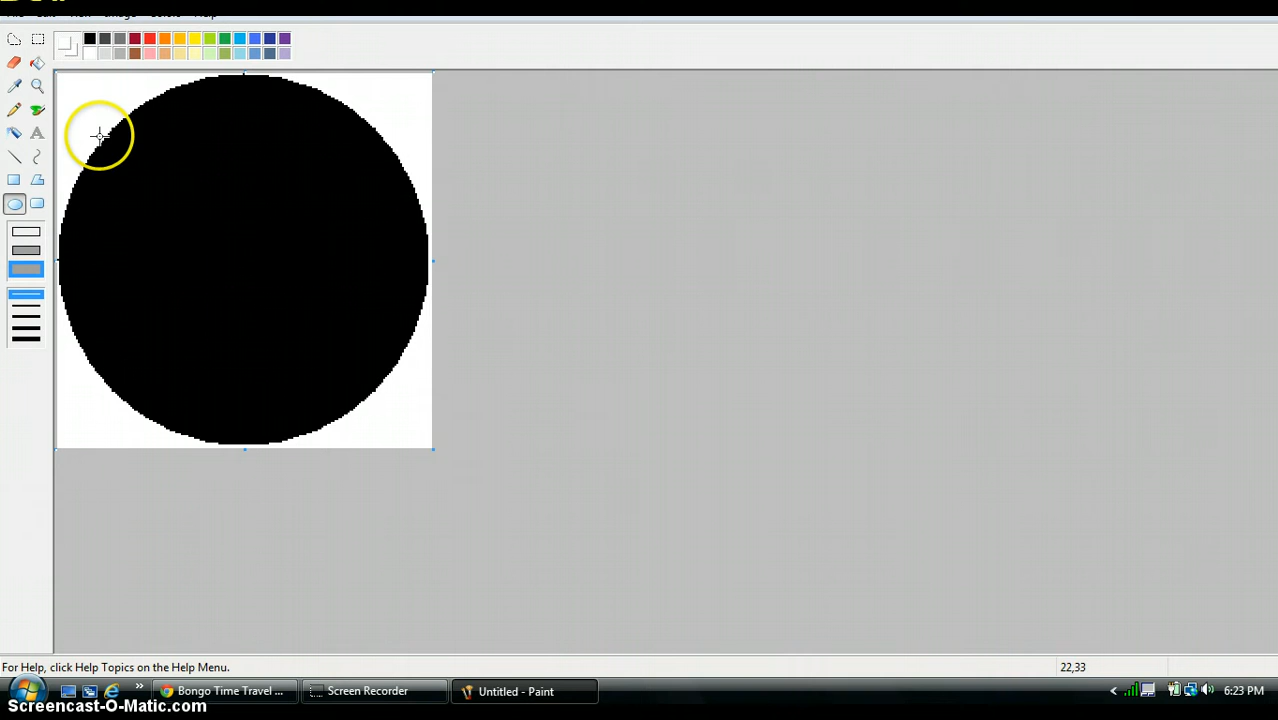 For Help, click Help Topics on the Help Menu.
22,33
Bongo Time Travel ...
Screen Recorder
Untitled - Paint
6:23 PM
Screencast-O-Matic.com